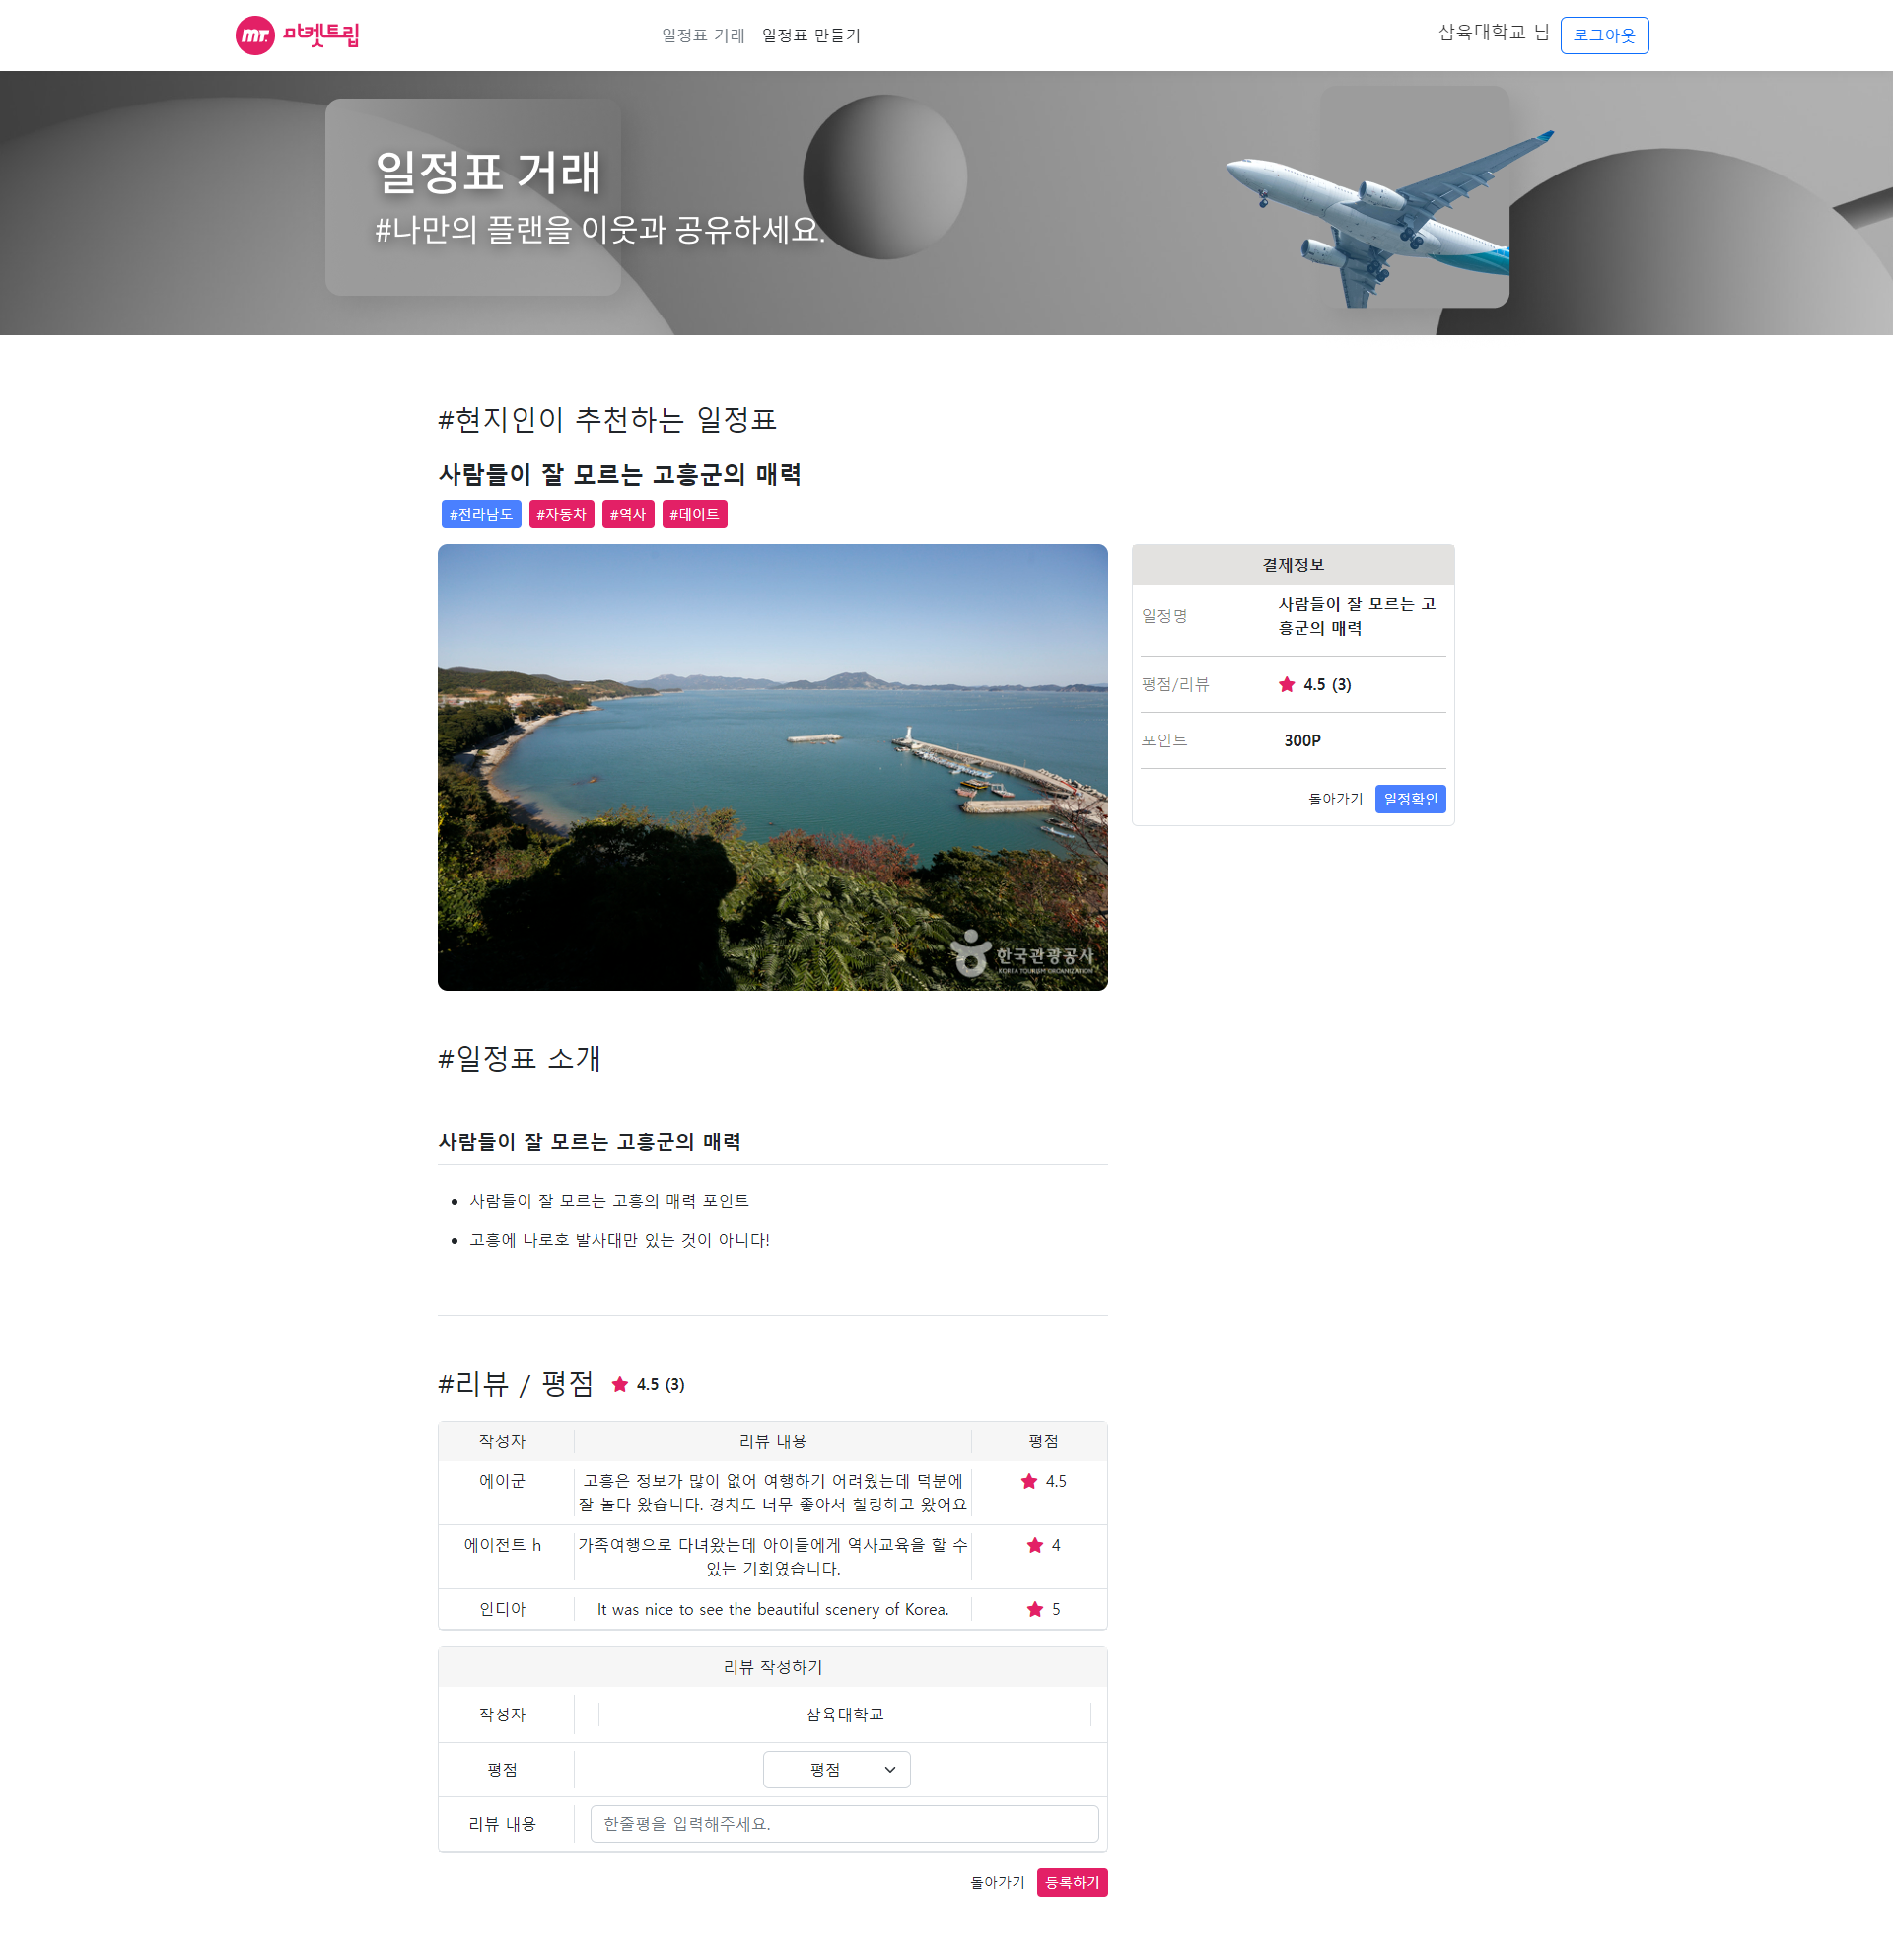 mr. 마켓트립
일정표 거래 일정표 만들기
삼육대학교 님 로그아웃
일정표 거래
#나만의 플랜을 이웃과 공유하세요.
#현지인이 추천하는 일정표
사람들이 잘 모르는 고흥군의 매력
#전라남도 #자동차 #역사 #데이트
한국관광공사
KOREA TOURISM ORGANIZATION
결제정보
일정명 사람들이 잘 모르는 고
흥군의 매력
평점/리뷰 4.5 (3)
포인트 300P
돌아가기 일정확인
#일정표 소개
사람들이 잘 모르는 고흥군의 매력
• 사람들이 잘 모르는 고흥의 매력 포인트
• 고흥에 나로호 발사대만 있는 것이 아니다!
#리뷰 / 평점 4.5 (3)
작성자 리뷰 내용 평점
에이군 고흥은 정보가 많이 없어 여행하기 어려웠는데 덕분에 4.5
잘 놀다 왔습니다. 경치도 너무 좋아서 힐링하고 왔어요
에이전트 h 가족여행으로 다녀왔는데 아이들에게 역사교육을 할 수 4
있는 기회였습니다.
인디아 It was nice to see the beautiful scenery of Korea. 5
리뷰 작성하기
작성자 삼육대학교
평점 평점
리뷰 내용 한줄평을 입력해주세요.
돌아가기 등록하기